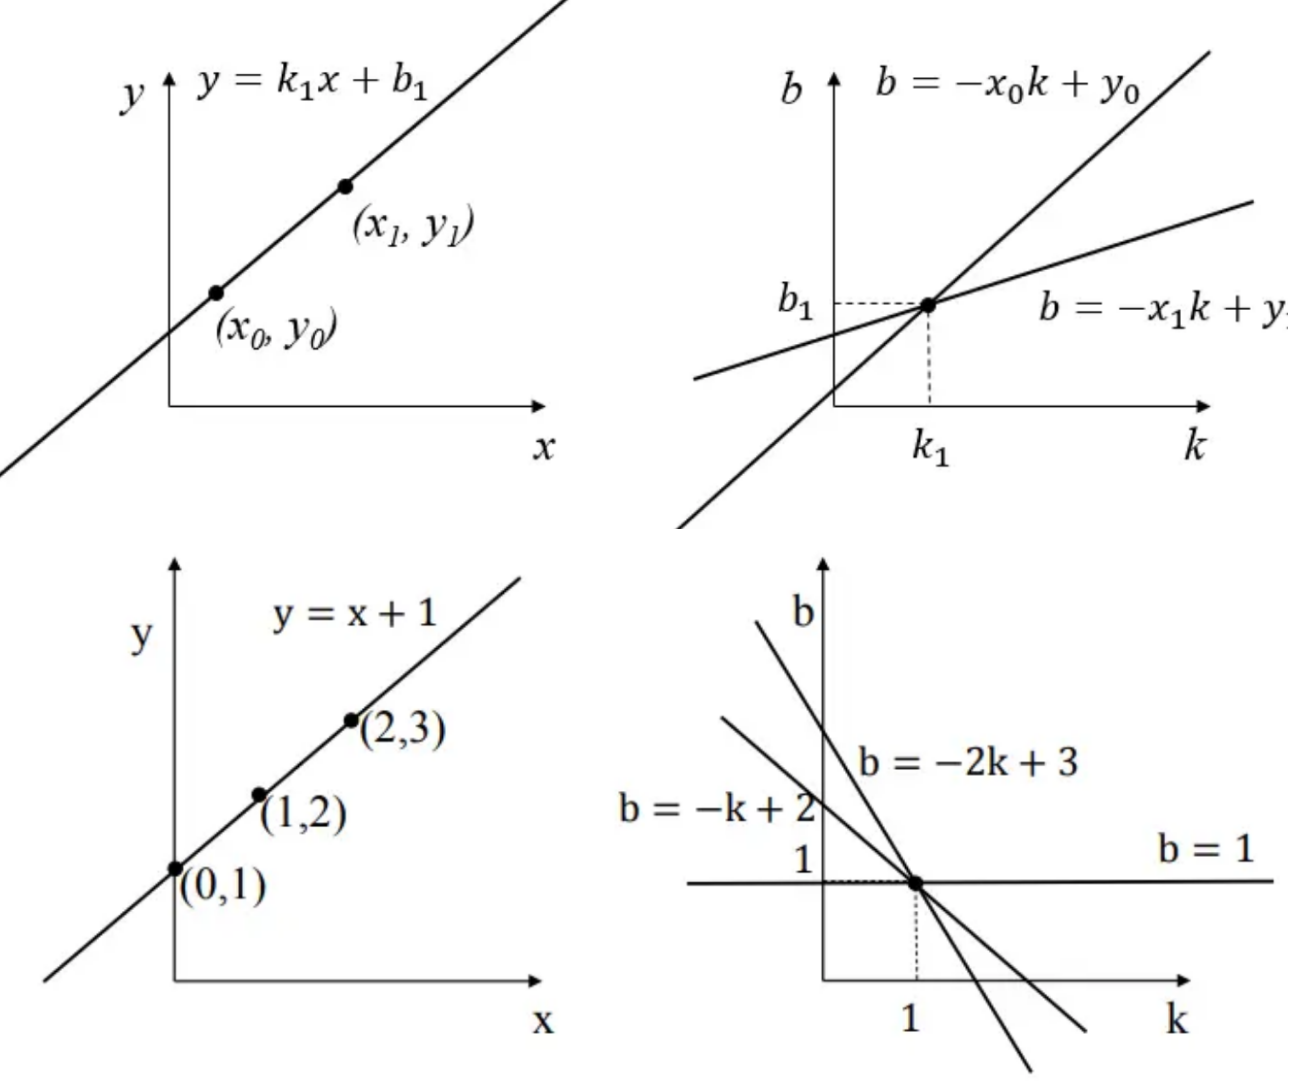 y
y = k₁x + b₁
(x₁, y₁)
(x₀, y₀)
x
b
b = −x₀k + y₀
b₁
b = −x₁k + y
k₁
k
y
y = x + 1
(2,3)
(1,2)
(0,1)
x
b
b = −2k + 3
b = −k + 2
1
b = 1
1
k